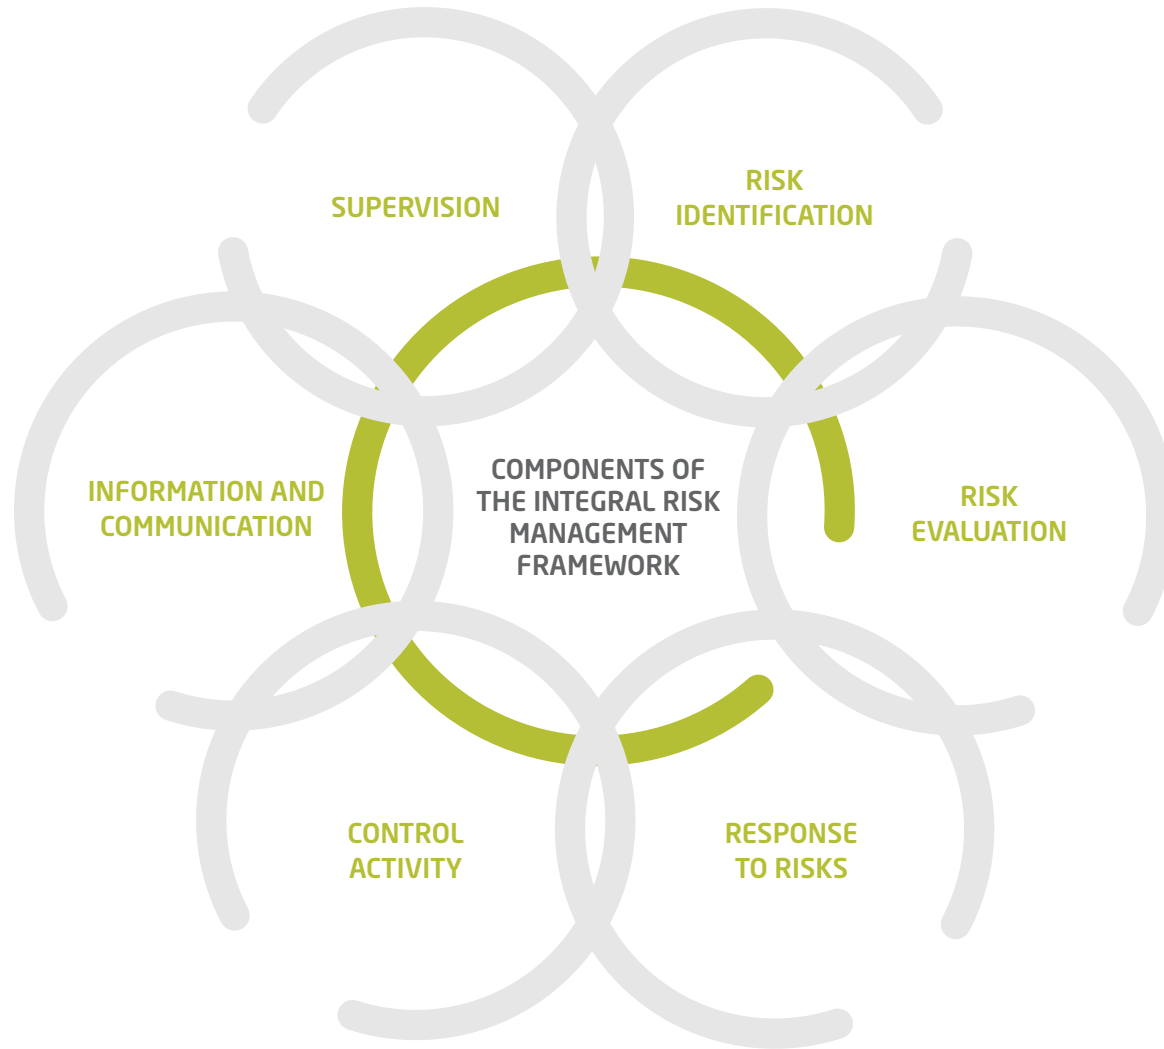 SUPERVISION
RISK
IDENTIFICATION
INFORMATION AND
COMMUNICATION
COMPONENTS OF
THE INTEGRAL RISK
MANAGEMENT
FRAMEWORK
RISK
EVALUATION
CONTROL
ACTIVITY
RESPONSE
TO RISKS